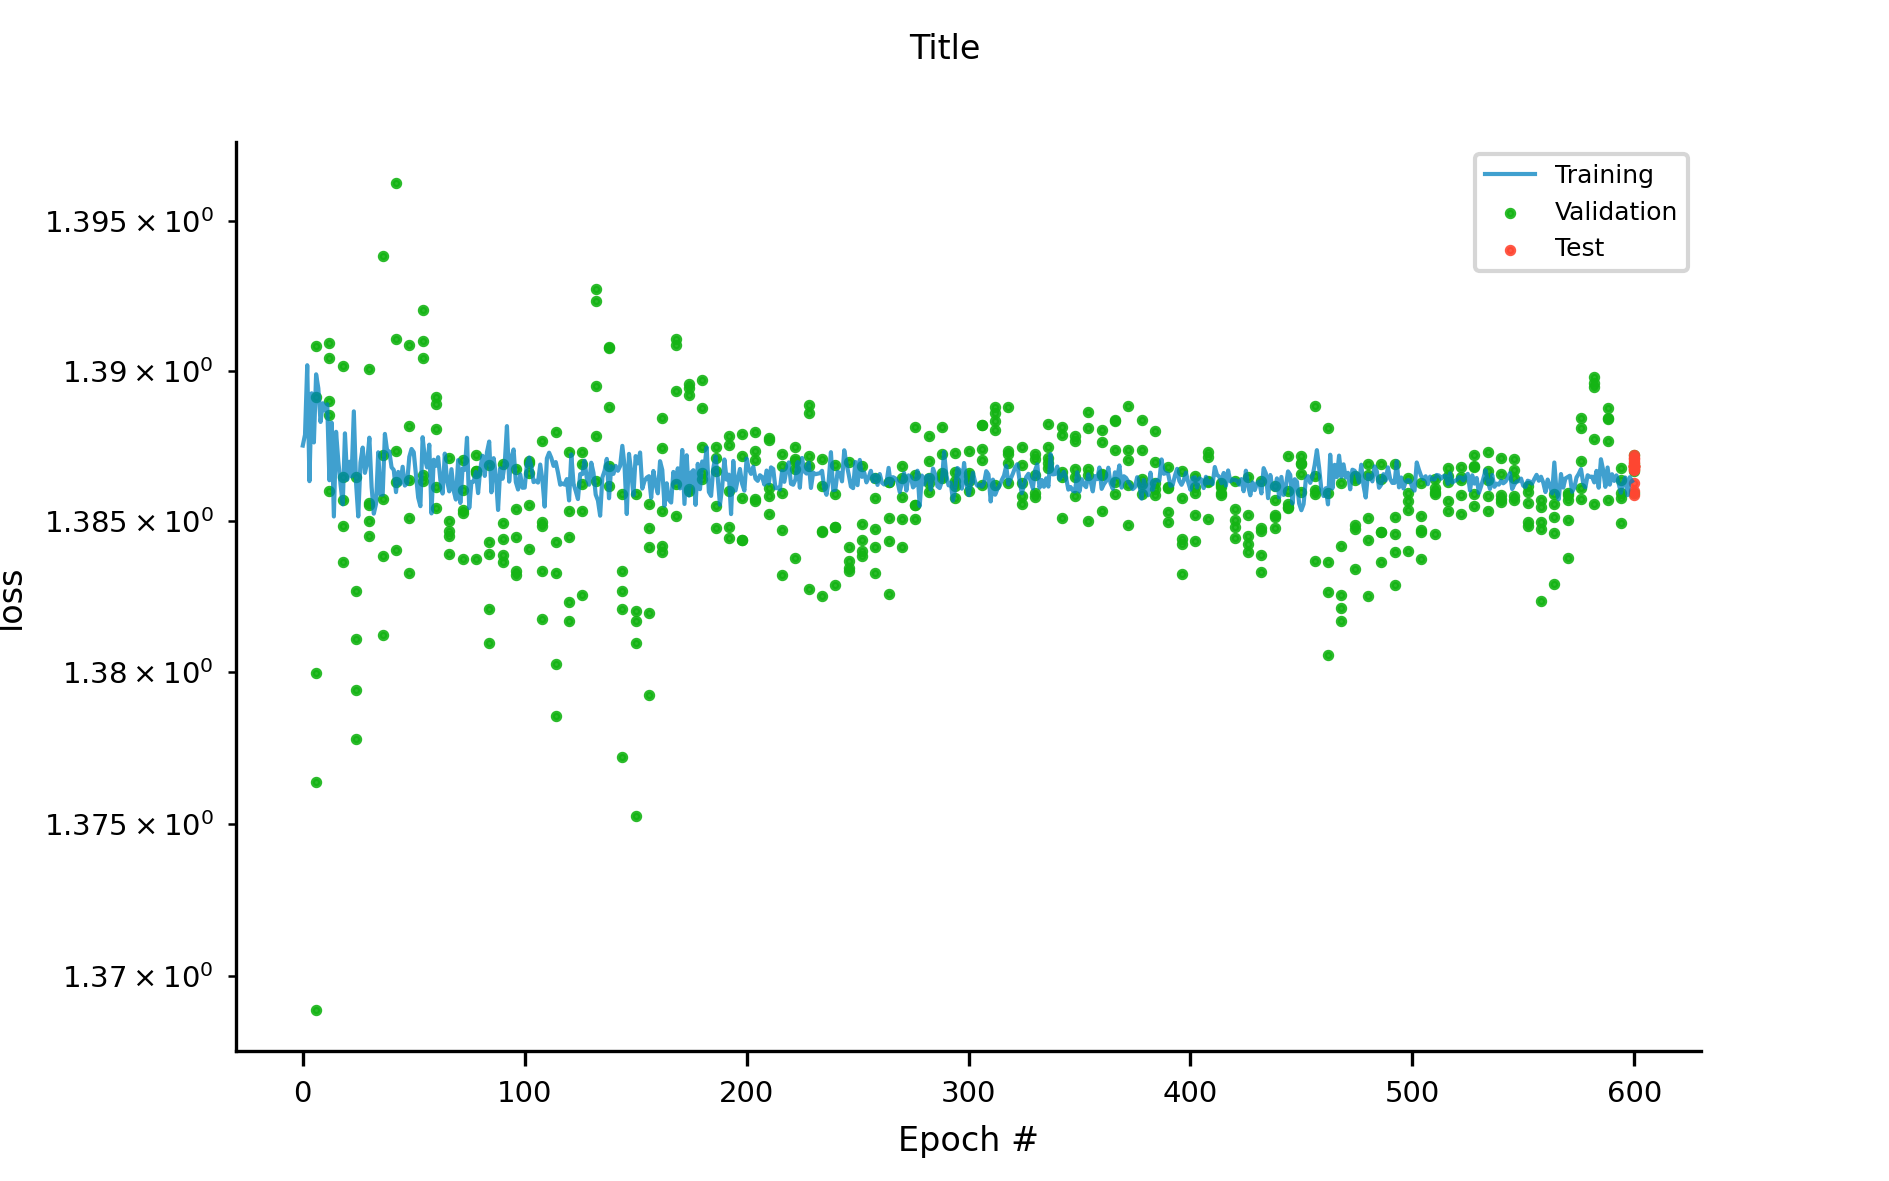 Title
1.395 × 10⁰
1.39 × 10⁰
1.385 × 10⁰
1.38 × 10⁰
1.375 × 10⁰
1.37 × 10⁰
loss
Training
Validation
Test
0 100 200 300 400 500 600
Epoch #